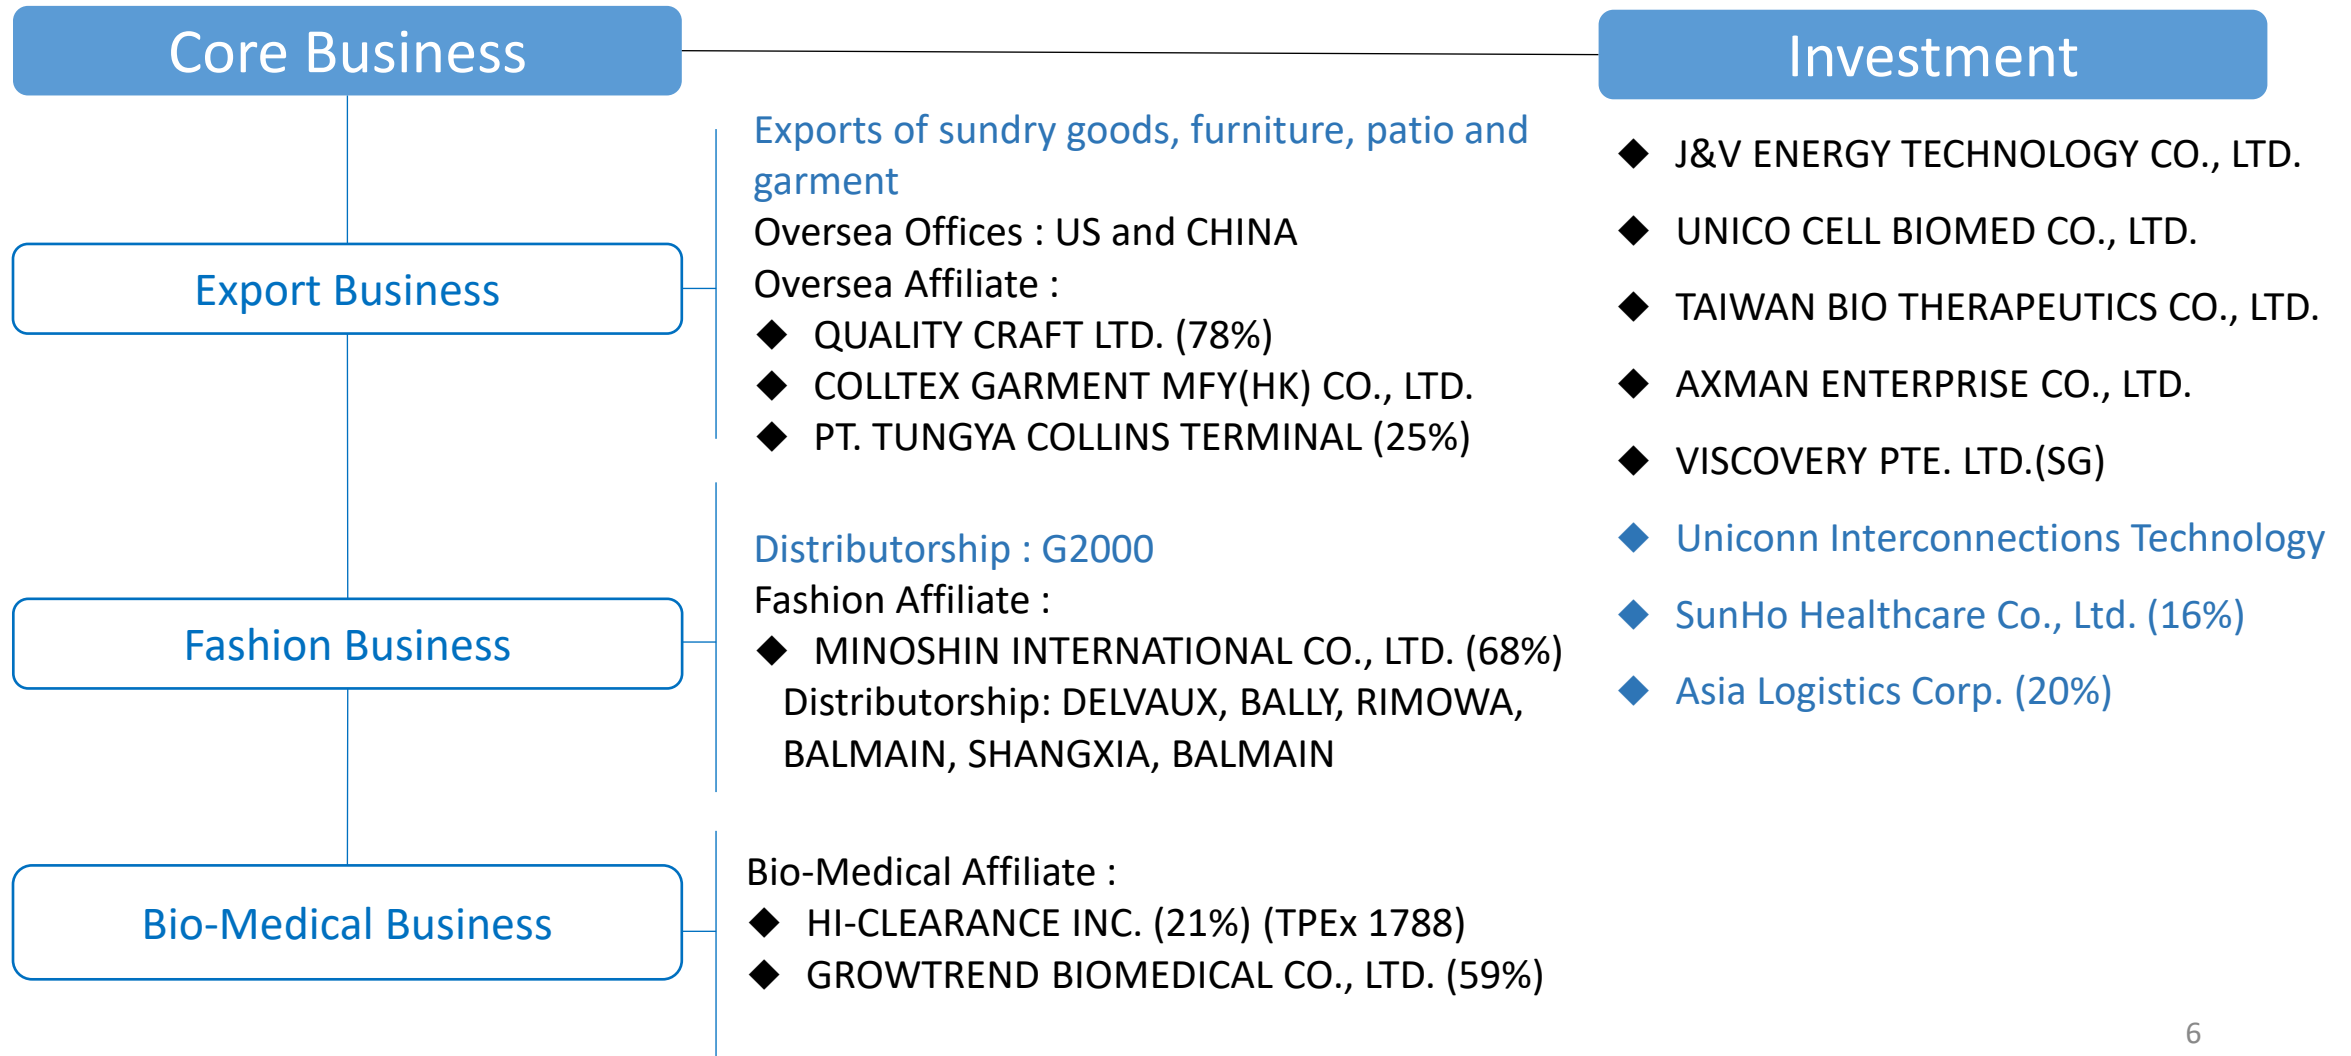 Core Business
Export Business
Exports of sundry goods, furniture, patio and
garment
Oversea Offices : US and CHINA
Oversea Affiliate :
◆ QUALITY CRAFT LTD. (78%)
◆ COLLTEX GARMENT MFY(HK) CO., LTD.
◆ PT. TUNGYA COLLINS TERMINAL (25%)
Fashion Business
Distributorship : G2000
Fashion Affiliate :
◆ MINOSHIN INTERNATIONAL CO., LTD. (68%)
Distributorship: DELVAUX, BALLY, RIMOWA,
BALMAIN, SHANGXIA, BALMAIN
Bio-Medical Business
Bio-Medical Affiliate :
◆ HI-CLEARANCE INC. (21%) (TPEx 1788)
◆ GROWTREND BIOMEDICAL CO., LTD. (59%)
Investment
◆ J&V ENERGY TECHNOLOGY CO., LTD.
◆ UNICO CELL BIOMED CO., LTD.
◆ TAIWAN BIO THERAPEUTICS CO., LTD.
◆ AXMAN ENTERPRISE CO., LTD.
◆ VISCOVERY PTE. LTD.(SG)
◆ Uniconn Interconnections Technology
◆ SunHo Healthcare Co., Ltd. (16%)
◆ Asia Logistics Corp. (20%)
6